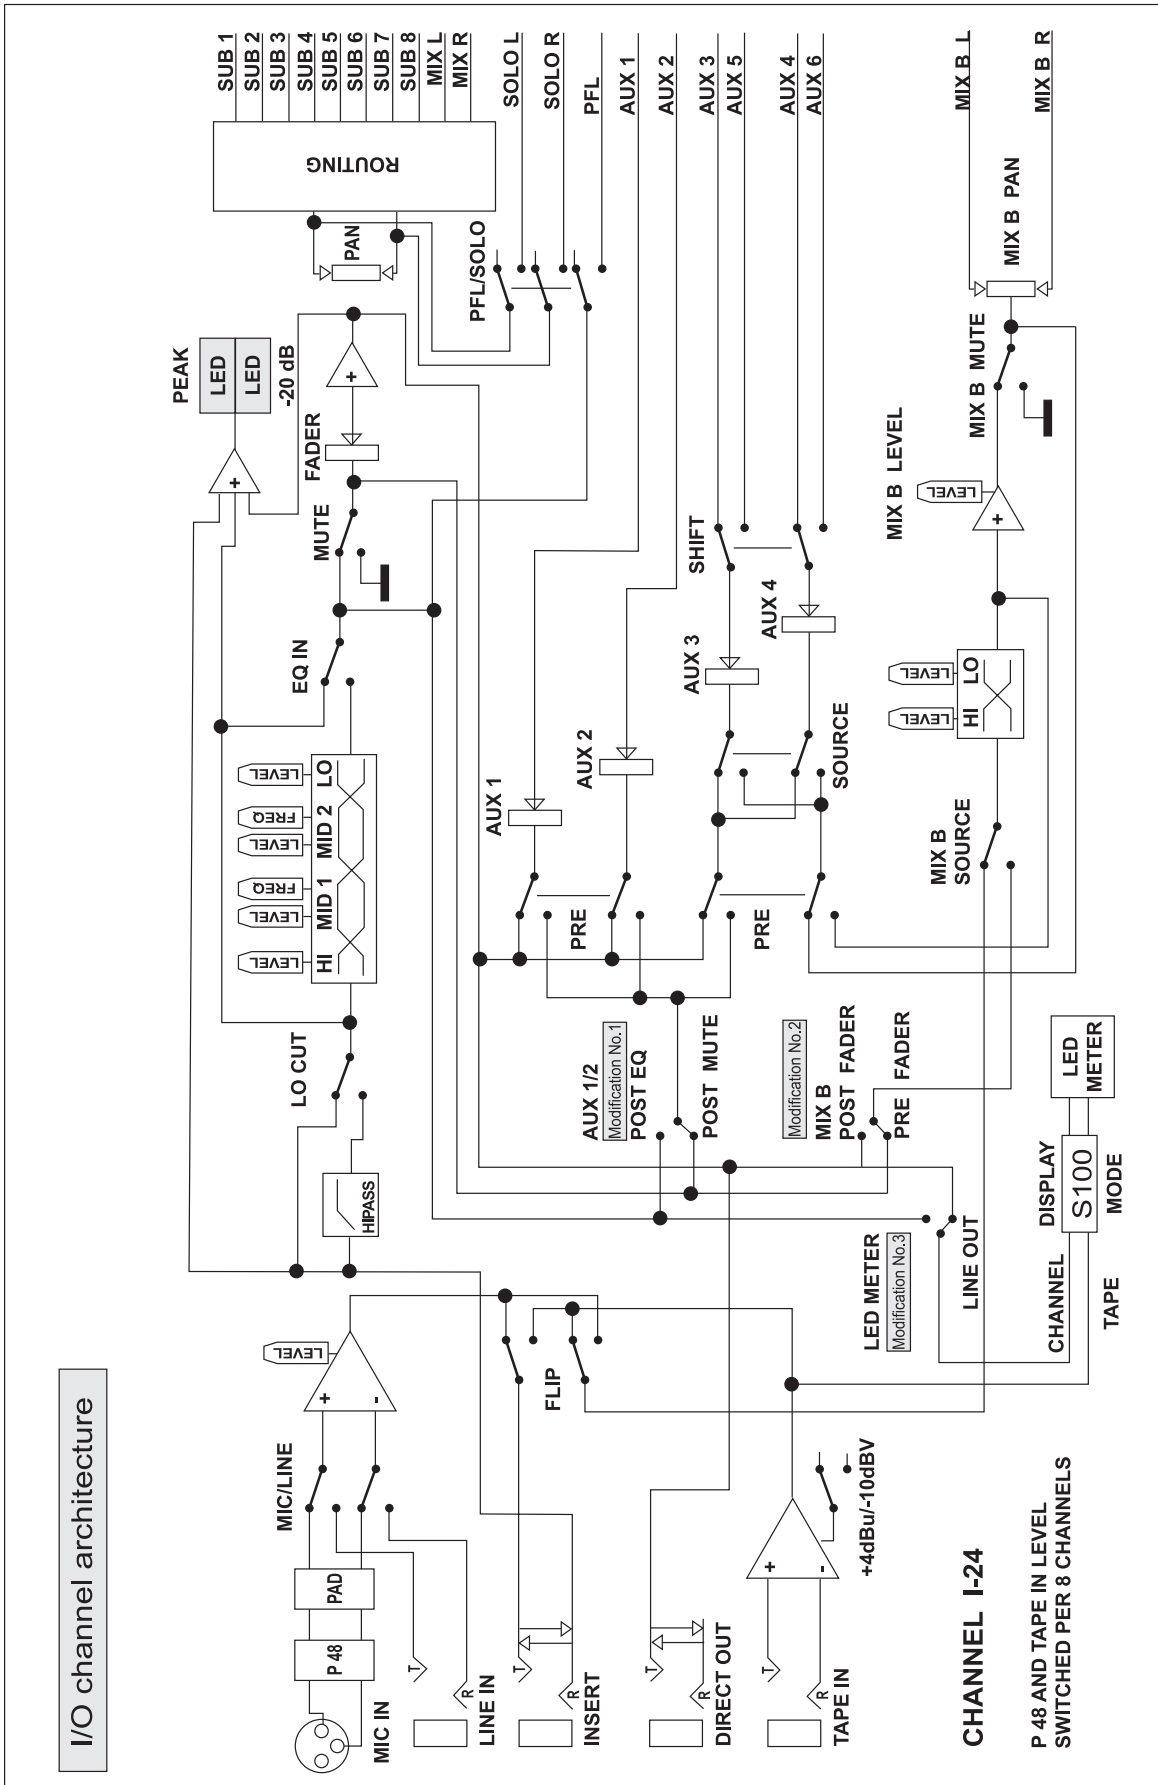 I/O channel architecture
MIC IN
P 48
PAD
MIC/LINE
LINE IN
T
R
LEVEL
+
-
INSERT
T
R
FLIP
DIRECT OUT
T
R
TAPE IN
T
R
+
-
+4dBu/-10dBV
CHANNEL I-24
P 48 AND TAPE IN LEVEL
SWITCHED PER 8 CHANNELS
HIPASS
LO CUT
HI
MID 1
MID 2
LO
LEVEL
LEVEL
FREQ
LEVEL
FREQ
LEVEL
EQ IN
MUTE
FADER
+
PEAK
LED
LED
-20 dB
+
PAN
ROUTING
SUB 1
SUB 2
SUB 3
SUB 4
SUB 5
SUB 6
SUB 7
SUB 8
MIX L
MIX R
PFL/SOLO
SOLO L
SOLO R
PFL
AUX 1
AUX 2
AUX 3
AUX 5
AUX 4
AUX 6
AUX 1
AUX 2
PRE
PRE
AUX 3
AUX 4
SHIFT
SOURCE
AUX 1/2
Modification No.1
POST EQ
POST MUTE
Modification No.2
MIX B
POST FADER
PRE FADER
LED METER
Modification No.3
LINE OUT
CHANNEL
TAPE
DISPLAY
S100
MODE
LED
METER
MIX B
SOURCE
HI
LO
LEVEL
LEVEL
MIX B LEVEL
LEVEL
+
MIX B MUTE
MIX B PAN
MIX B L
MIX B R